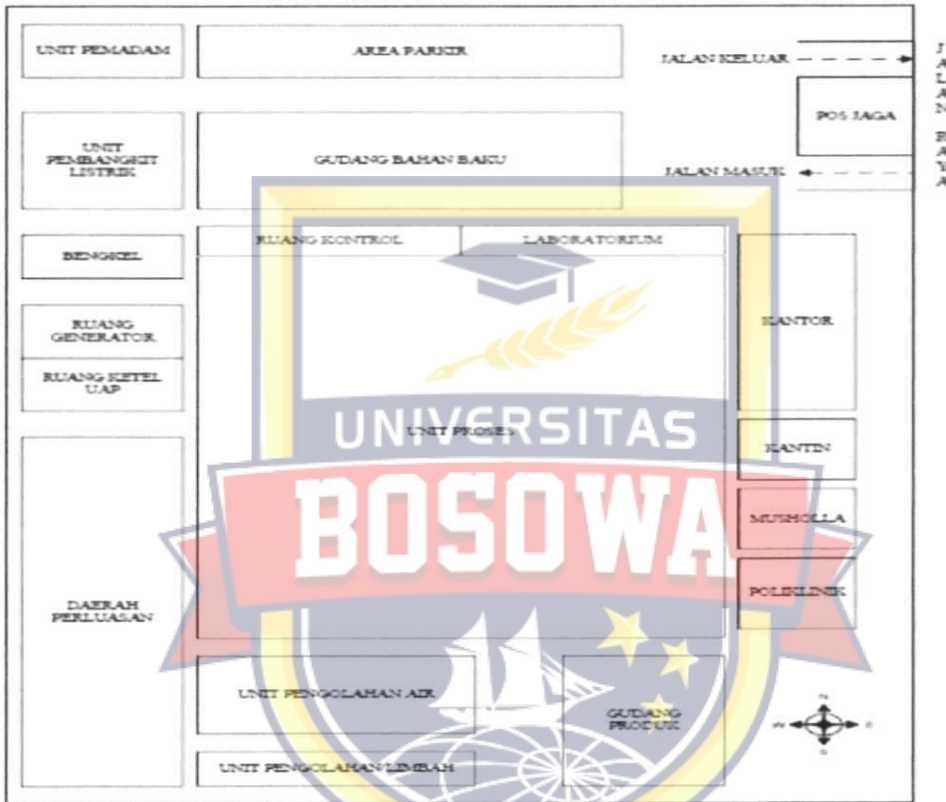 UNIT PEMADAM
AREA PARKIR
JALAN KELUAR
JALAN RAYA
POS JAGA
UNIT
PEMBANGKIT
LISTRIK
GUDANG BAHAN BAKU
JALAN MASUK
RUANG KONTROL
LABORATORIUM
BENGKEL
RUANG
GENERATOR
KANTOR
RUANG KETEL
UAP
UNIVERSITAS
UNIT PROSES
KANTIN
BOSOWA
MUSHOLLA
POLIKLINIK
DAERAH
PERLUASAN
UNIT PENGOLAHAN AIR
GUDANG
PRODUK
N
W
E
S
UNIT PENGOLAHAN LIMBAH